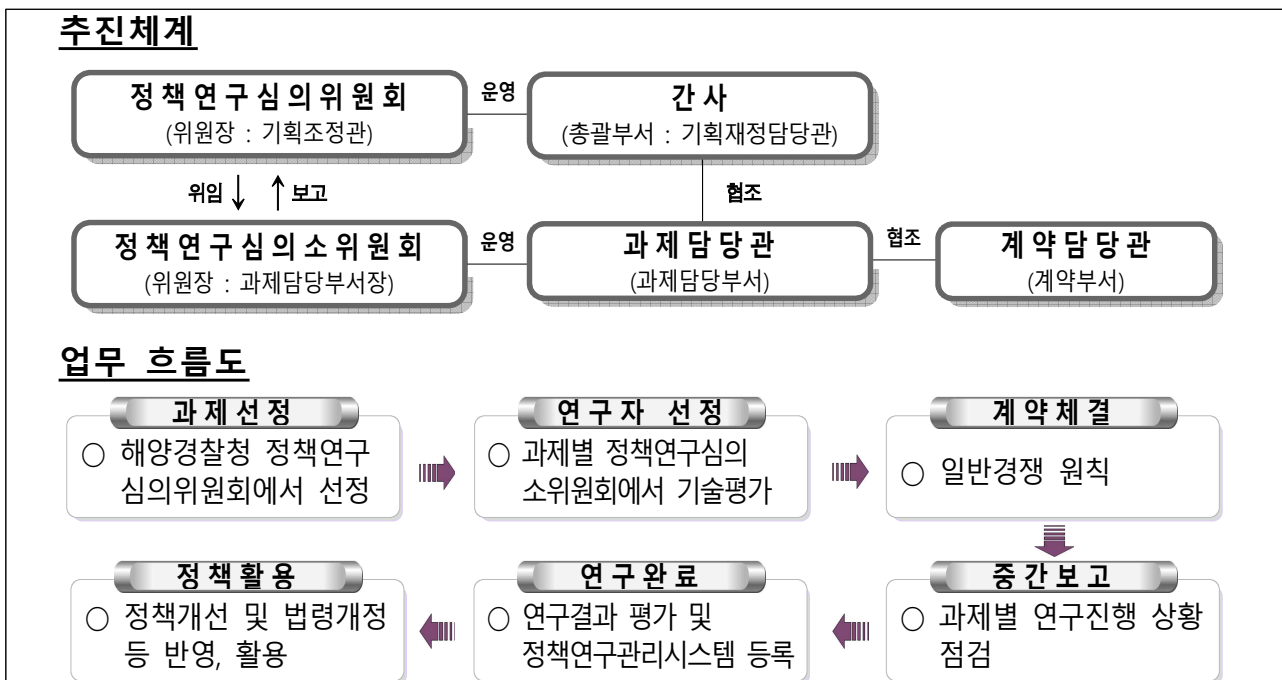 추진체계
정책연구심의위원회
(위원장 : 기획조정관)
운영
간사
(총괄부서 : 기획재정담당관)
위임
보고
협조
정책연구심의소위원회
(위원장 : 과제담당부서장)
운영
과제담당관
(과제담당부서)
협조
계약담당관
(계약부서)
업무 흐름도
과제선정
○ 해양경찰청 정책연구
심의위원회에서 선정
연구자 선정
○ 과제별 정책연구심의
소위원회에서 기술평가
계약체결
○ 일반경쟁 원칙
중간보고
○ 과제별 연구진행 상황
점검
연구완료
○ 연구결과 평가 및
정책연구관리시스템 등록
정책활용
○ 정책개선 및 법령개정
등 반영, 활용